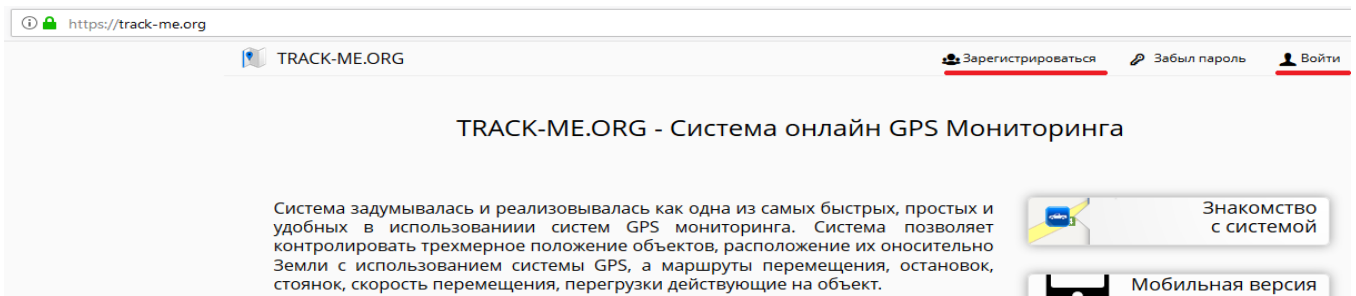 https://track-me.org
TRACK-ME.ORG
Зарегистрироваться
Забыл пароль
Войти
TRACK-ME.ORG - Система онлайн GPS Мониторинга
Система задумывалась и реализовывалась как одна из самых быстрых, простых и
удобных в использованиии систем GPS мониторинга. Система позволяет
контролировать трехмерное положение объектов, расположение их оносительно
Земли с использованием системы GPS, а маршруты перемещения, остановок,
стоянок, скорость перемещения, перегрузки действующие на объект.
Знакомство
с системой
Мобильная версия